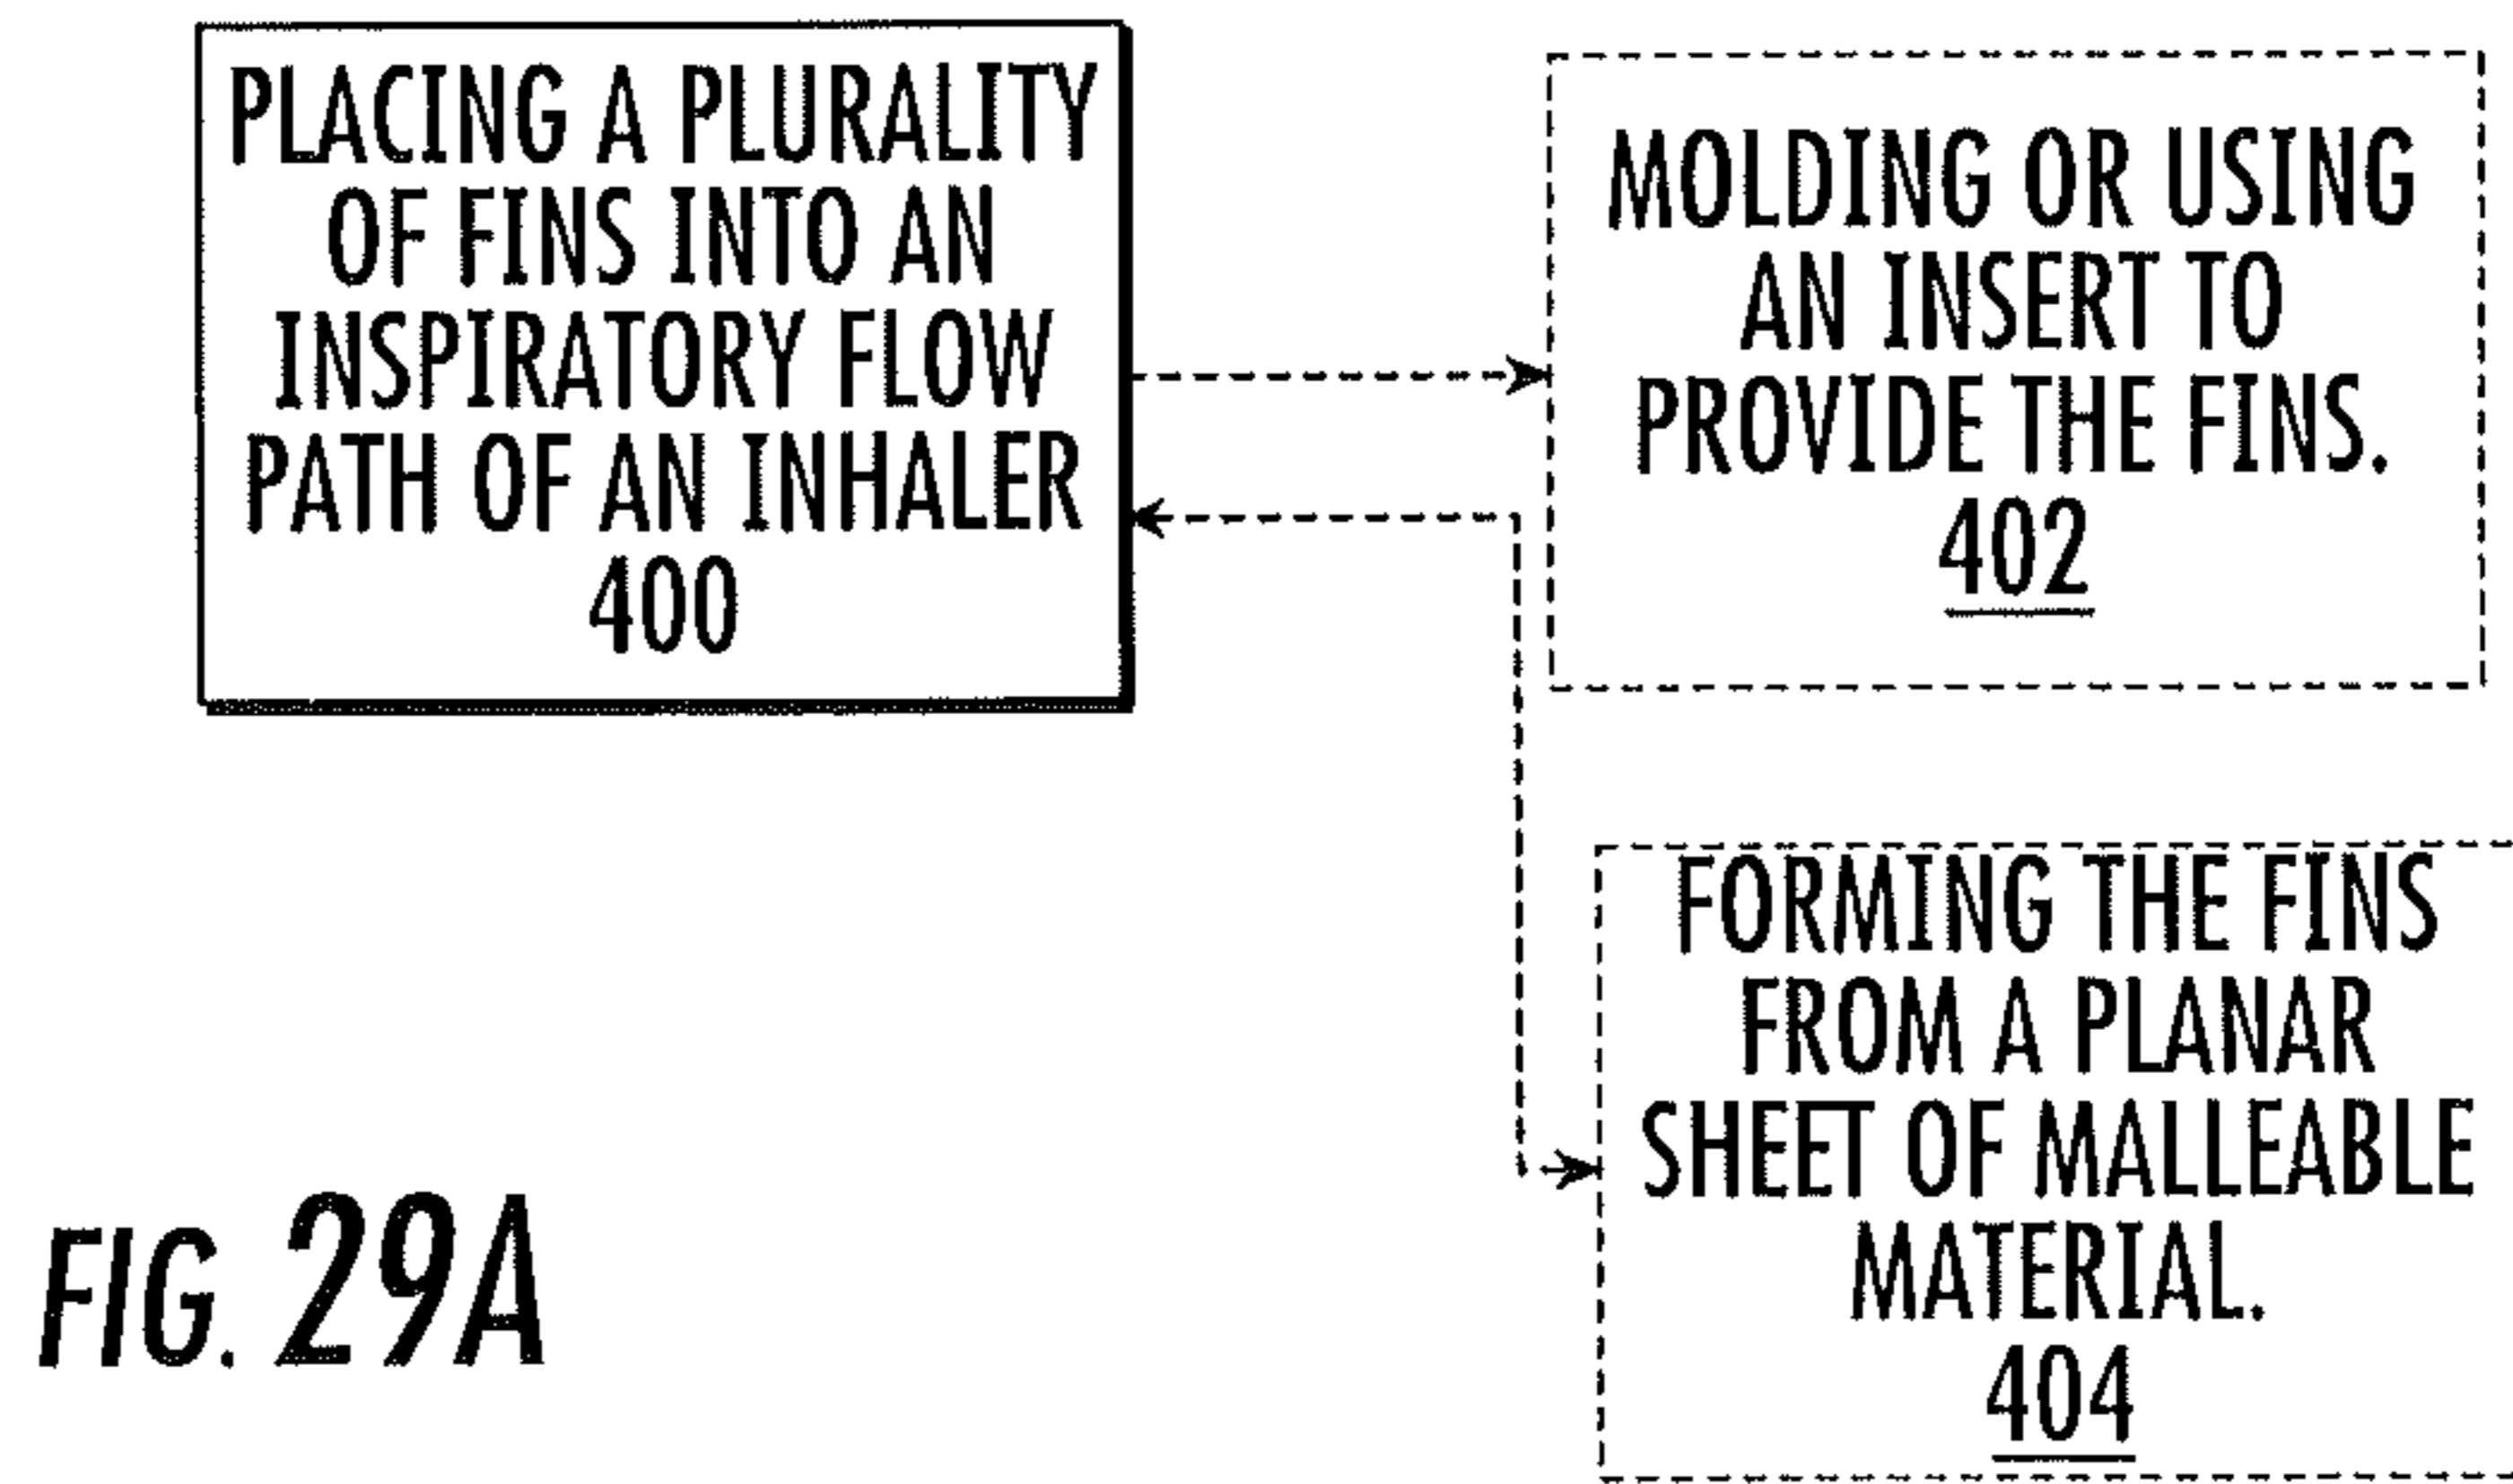 PLACING A PLURALITY
OF FINS INTO AN
INSPIRATORY FLOW
PATH OF AN INHALER
400
MOLDING OR USING
AN INSERT TO
PROVIDE THE FINS.
402
FORMING THE FINS
FROM A PLANAR
SHEET OF MALLEABLE
MATERIAL.
404
FIG. 29A